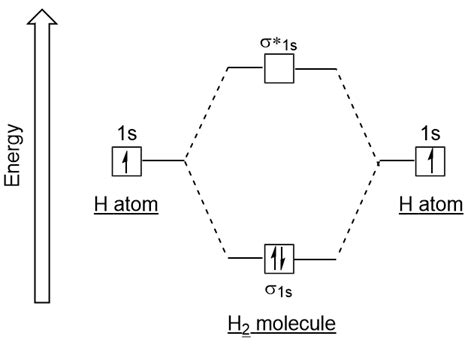 σ*1s
Energy
1s
1s
H atom
H atom
σ1s
H2 molecule